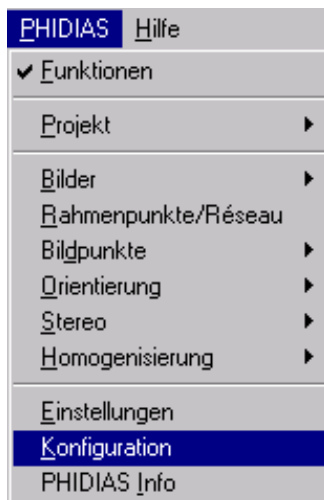 PHIDIAS Hilfe
Funktionen
Projekt
Bilder
Rahmenpunkte/Réseau
Bildpunkte
Orientierung
Stereo
Homogenisierung
Einstellungen
Konfiguration
PHIDIAS Info